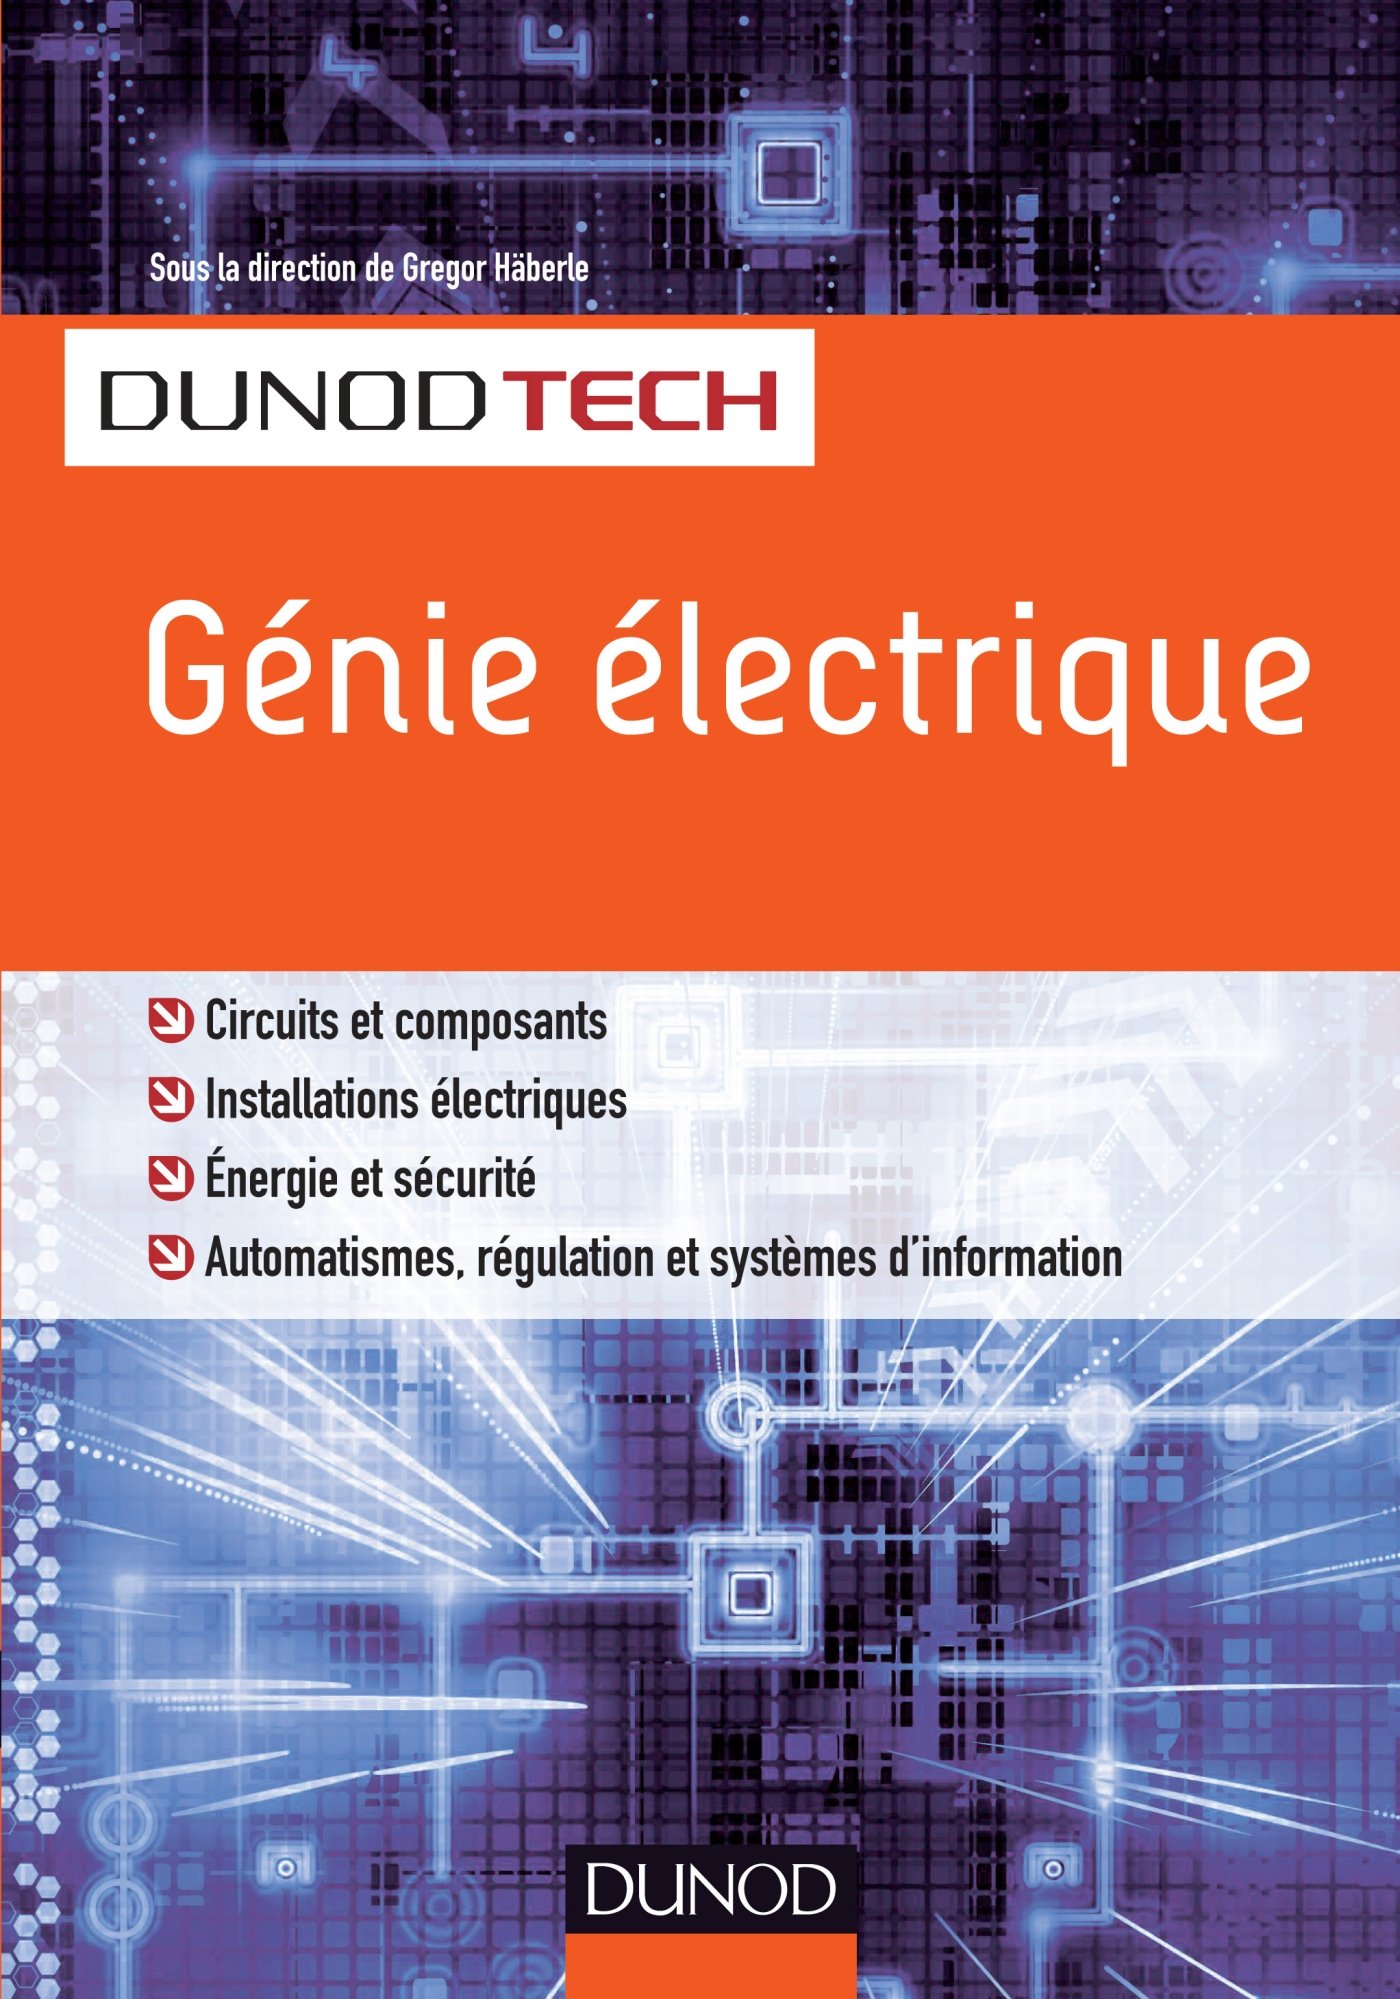 Sous la direction de Gregor Häberle
DUNOD TECH
Génie électrique
Circuits et composants
Installations électriques
Énergie et sécurité
Automatismes, régulation et systèmes d'information
DUNOD